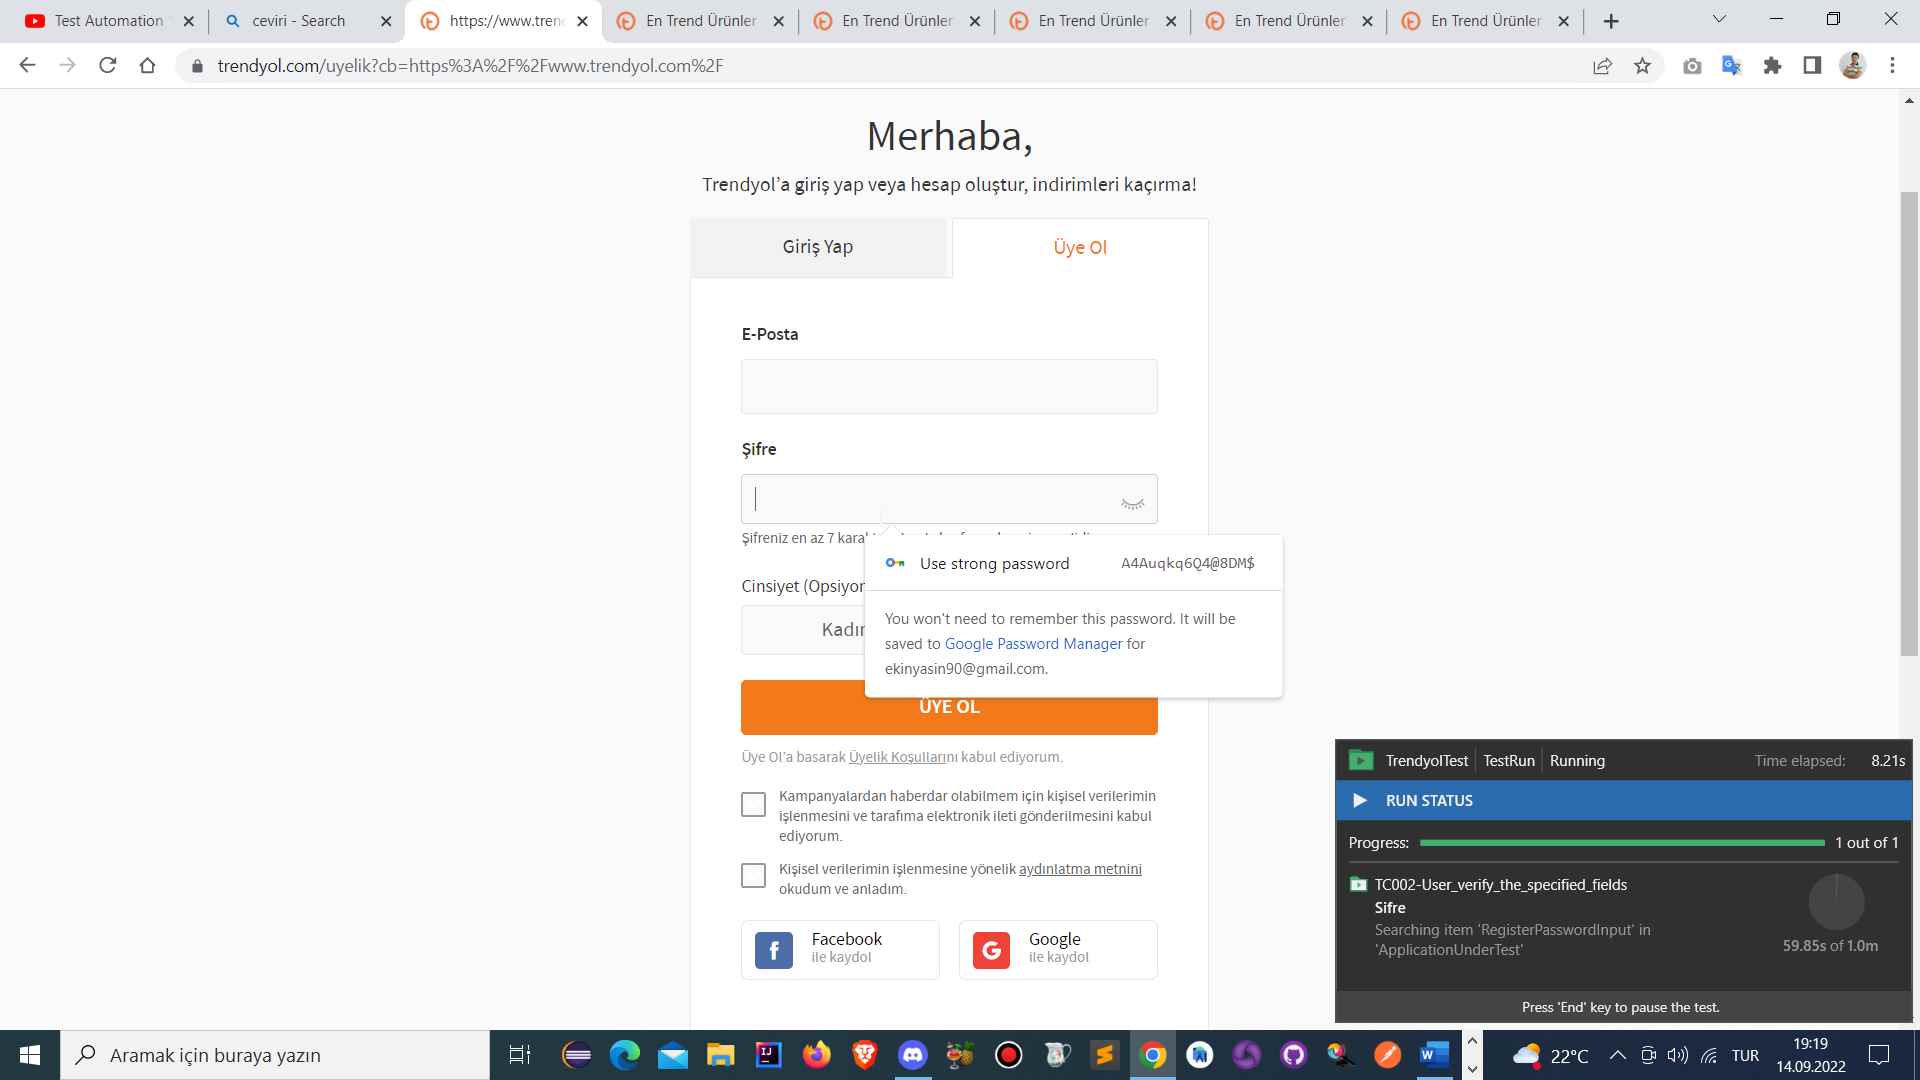 Test Automation
ceviri - Search
https://www.tren
En Trend Ürünler
En Trend Ürünler
En Trend Ürünler
En Trend Ürünler
En Trend Ürünler
trendyol.com/uyelik?cb=https%3A%2F%2Fwww.trendyol.com%2F
Merhaba,
Trendyol’a giriş yap veya hesap oluştur, indirimleri kaçırma!
Giriş Yap
Üye Ol
E-Posta
Şifre
Şifreniz en az 7 karak
Use strong password
A4Auqkq6Q4@8DM$
You won't need to remember this password. It will be
saved to Google Password Manager for
ekinyasin90@gmail.com.
Cinsiyet (Opsiyon
Kadın
ÜYE OL
Üye Ol’a basarak Üyelik Koşullarını kabul ediyorum.
Kampanyalardan haberdar olabilmem için kişisel verilerimin
işlenmesini ve tarafıma elektronik ileti gönderilmesini kabul
ediyorum.
Kişisel verilerimin işlenmesine yönelik aydınlatma metnini
okudum ve anladım.
Facebook
ile kaydol
Google
ile kaydol
TrendyolTest
TestRun
Running
Time elapsed: 8.21s
RUN STATUS
Progress:
1 out of 1
TC002-User_verify_the_specified_fields
Sifre
Searching item 'RegisterPasswordInput' in
'ApplicationUnderTest'
59.85s of 1.0m
Press 'End' key to pause the test.
Aramak için buraya yazın
22°C
TUR
19:19
14.09.2022